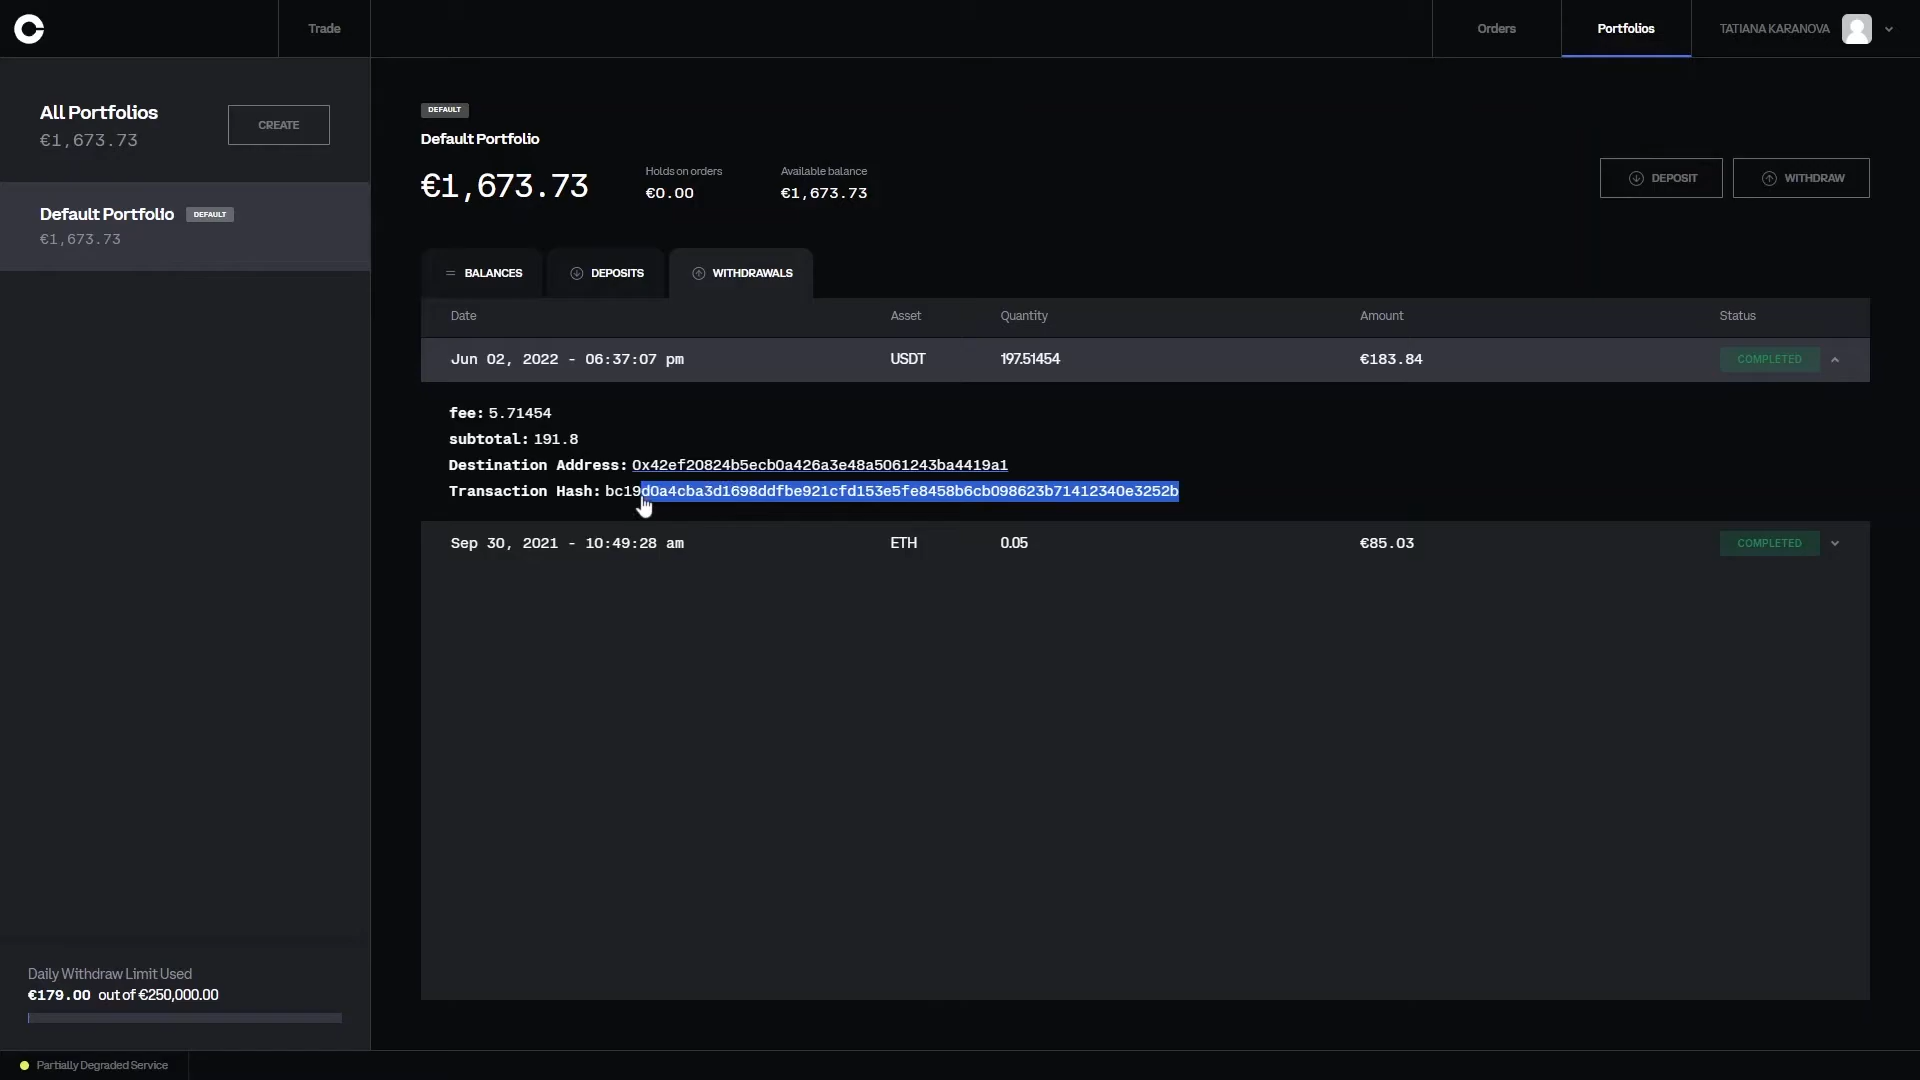 Trade
Orders
Portfolios
TATIANA KARANOVA
All Portfolios
€1,673.73
CREATE
Default Portfolio DEFAULT
€1,673.73
DEFAULT
Default Portfolio
€1,673.73
Holds on orders
€0.00
Available balance
€1,673.73
DEPOSIT
WITHDRAW
BALANCES
DEPOSITS
WITHDRAWALS
Date Asset Quantity Amount Status
Jun 02, 2022 - 06:37:07 pm USDT 197.51454 €183.84 COMPLETED
fee: 5.71454
subtotal: 191.8
Destination Address: 0x42ef20824b5ecb0a426a3e48a5061243ba4419a1
Transaction Hash: bc19d0a4cba3d1698ddfbe921cfd153e5fe8458b6cb098623b71412340e3252b
Sep 30, 2021 - 10:49:28 am ETH 0.05 €85.03 COMPLETED
Daily Withdraw Limit Used
€179.00 out of €250,000.00
Partially Degraded Service